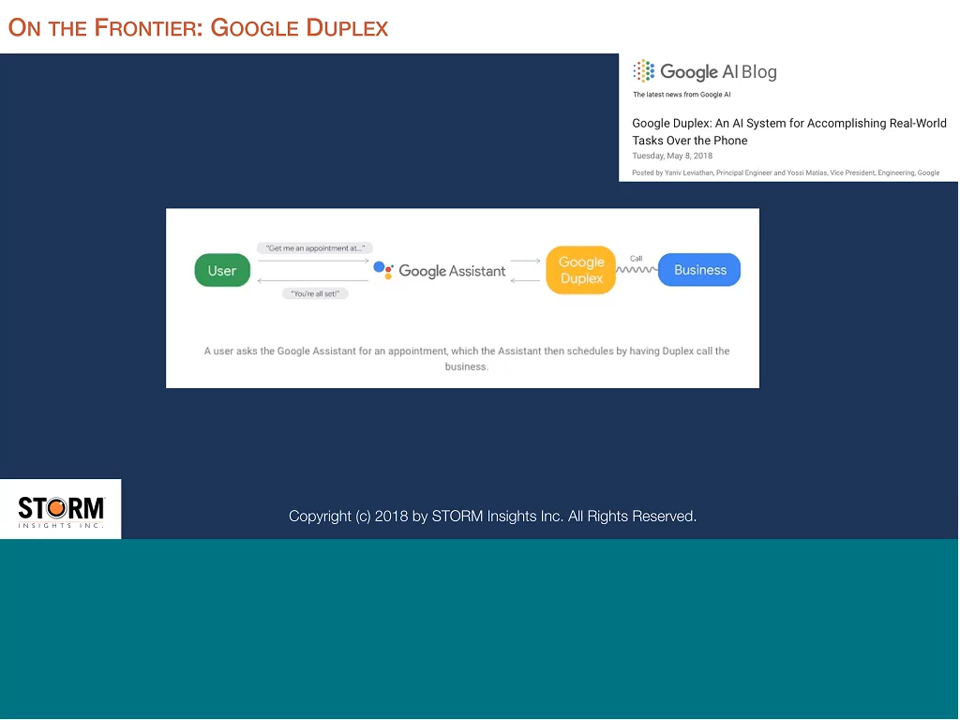 ON THE FRONTIER: GOOGLE DUPLEX
Google AI Blog
The latest news from Google AI
Google Duplex: An AI System for Accomplishing Real-World
Tasks Over the Phone
Tuesday, May 8, 2018
Posted by Yaniv Leviathan, Principal Engineer and Yossi Matias, Vice President, Engineering, Google
User
"Get me an appointment at..."
"You're all set!"
Google Assistant
Google
Duplex
Call
Business
A user asks the Google Assistant for an appointment, which the Assistant then schedules by having Duplex call the
business.
STORM
INSIGHTS INC.
Copyright (c) 2018 by STORM Insights Inc. All Rights Reserved.